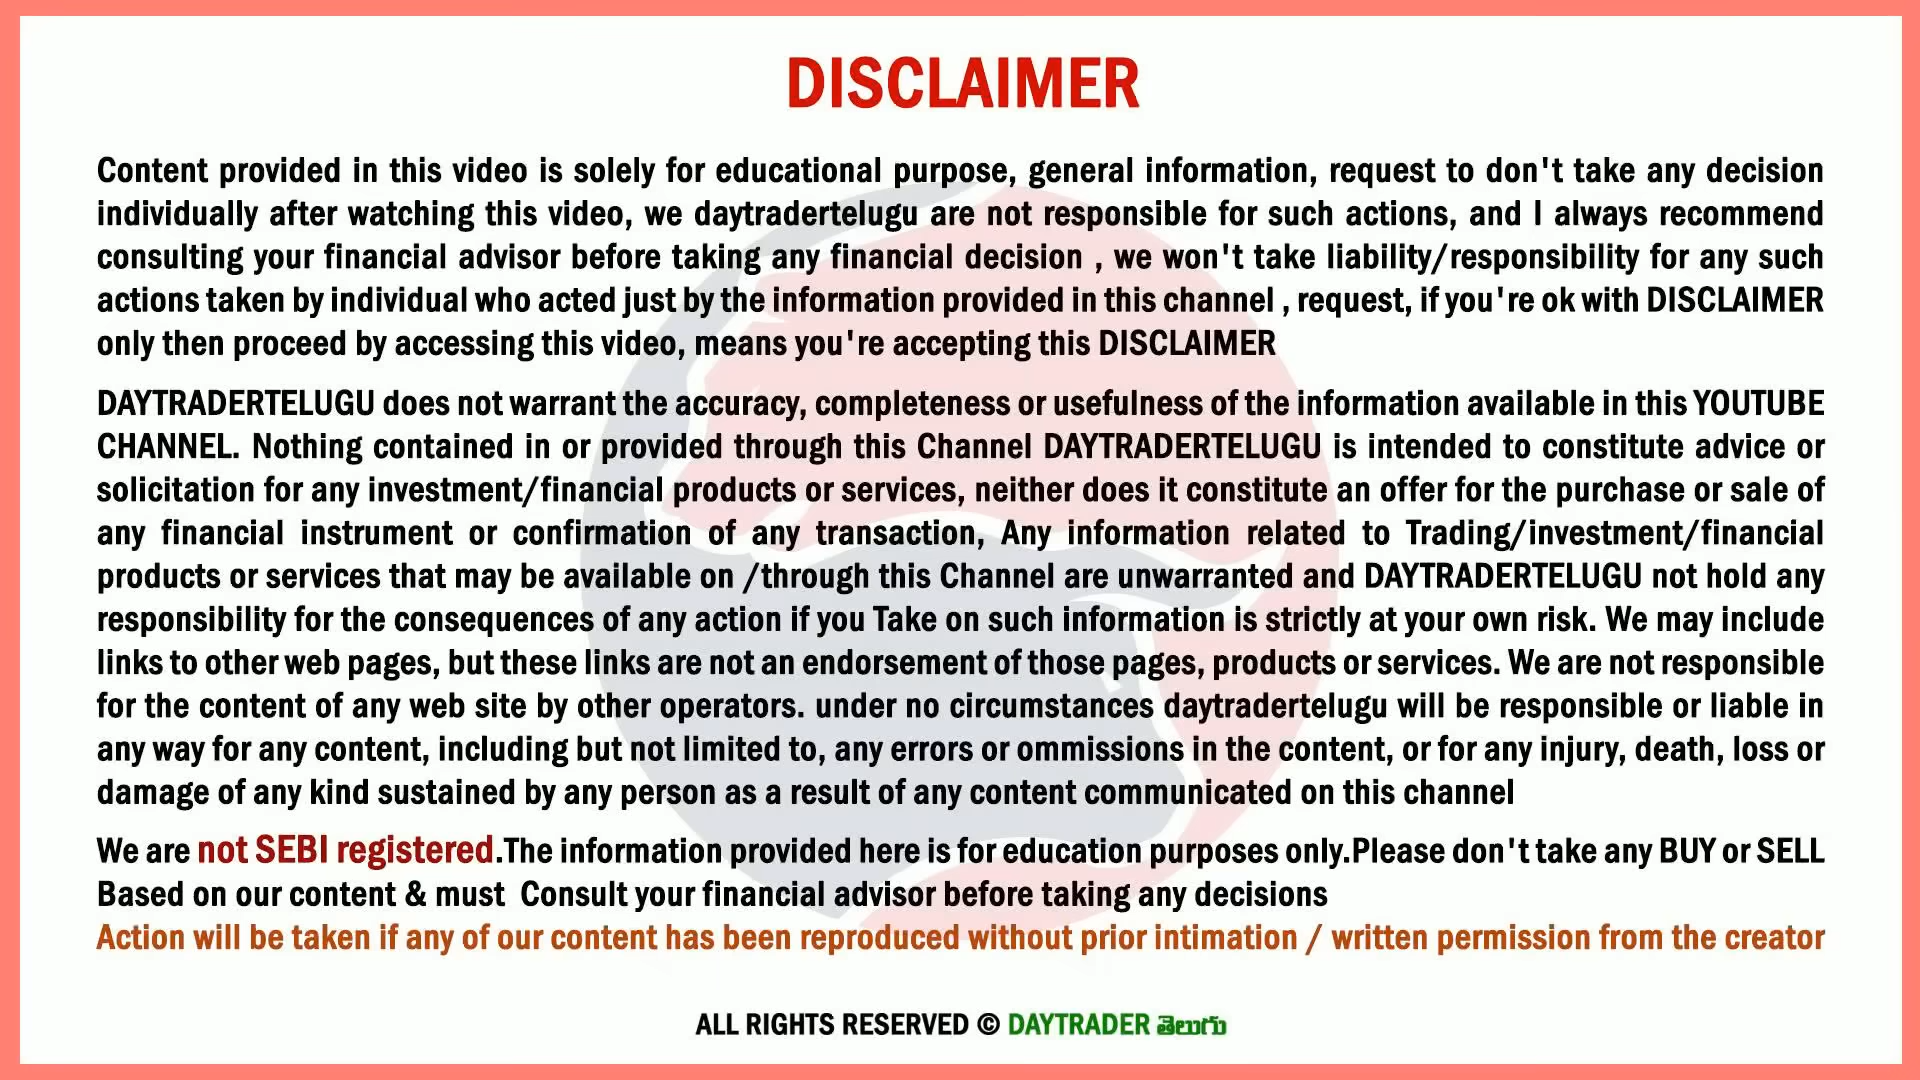 DISCLAIMER
Content provided in this video is solely for educational purpose, general information, request to don't take any decision
individually after watching this video, we daytradertelugu are not responsible for such actions, and I always recommend
consulting your financial advisor before taking any financial decision , we won't take liability/responsibility for any such
actions taken by individual who acted just by the information provided in this channel , request, if you're ok with DISCLAIMER
only then proceed by accessing this video, means you're accepting this DISCLAIMER
DAYTRADERTELUGU does not warrant the accuracy, completeness or usefulness of the information available in this YOUTUBE
CHANNEL. Nothing contained in or provided through this Channel DAYTRADERTELUGU is intended to constitute advice or
solicitation for any investment/financial products or services, neither does it constitute an offer for the purchase or sale of
any financial instrument or confirmation of any transaction, Any information related to Trading/investment/financial
products or services that may be available on /through this Channel are unwarranted and DAYTRADERTELUGU not hold any
responsibility for the consequences of any action if you Take on such information is strictly at your own risk. We may include
links to other web pages, but these links are not an endorsement of those pages, products or services. We are not responsible
for the content of any web site by other operators. under no circumstances daytradertelugu will be responsible or liable in
any way for any content, including but not limited to, any errors or ommissions in the content, or for any injury, death, loss or
damage of any kind sustained by any person as a result of any content communicated on this channel
We are not SEBI registered.The information provided here is for education purposes only.Please don't take any BUY or SELL
Based on our content & must  Consult your financial advisor before taking any decisions
Action will be taken if any of our content has been reproduced without prior intimation / written permission from the creator
ALL RIGHTS RESERVED © DAYTRADER తెలుగు